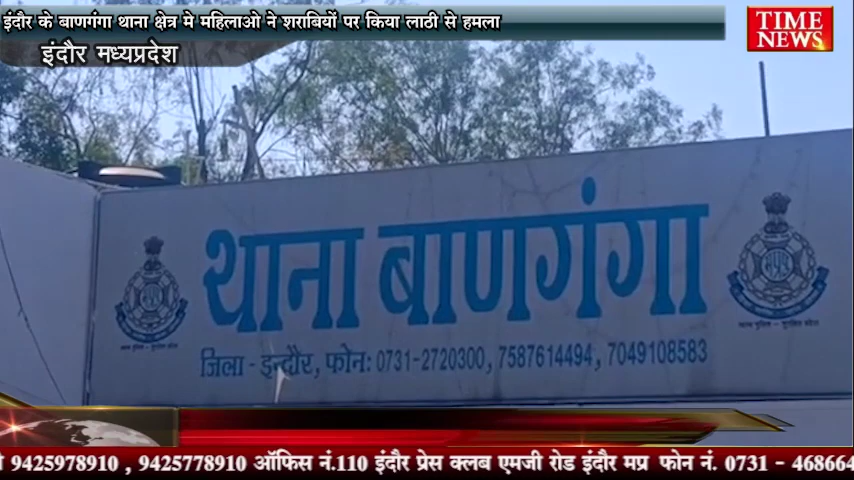 इंदौर के बाणगंगा थाना क्षेत्र मे महिलाओ ने शराबियों पर किया लाठी से हमला
TIME
NEWS
इंदौर मध्यप्रदेश
थाना बाणगंगा
जिला - इन्दौर, फोन: 0731-2720300, 7587614494, 7049108583
9425978910 , 9425778910 ऑफिस नं.110 इंदौर प्रेस क्लब एमजी रोड इंदौर मप्र फोन नं. 0731 - 468664